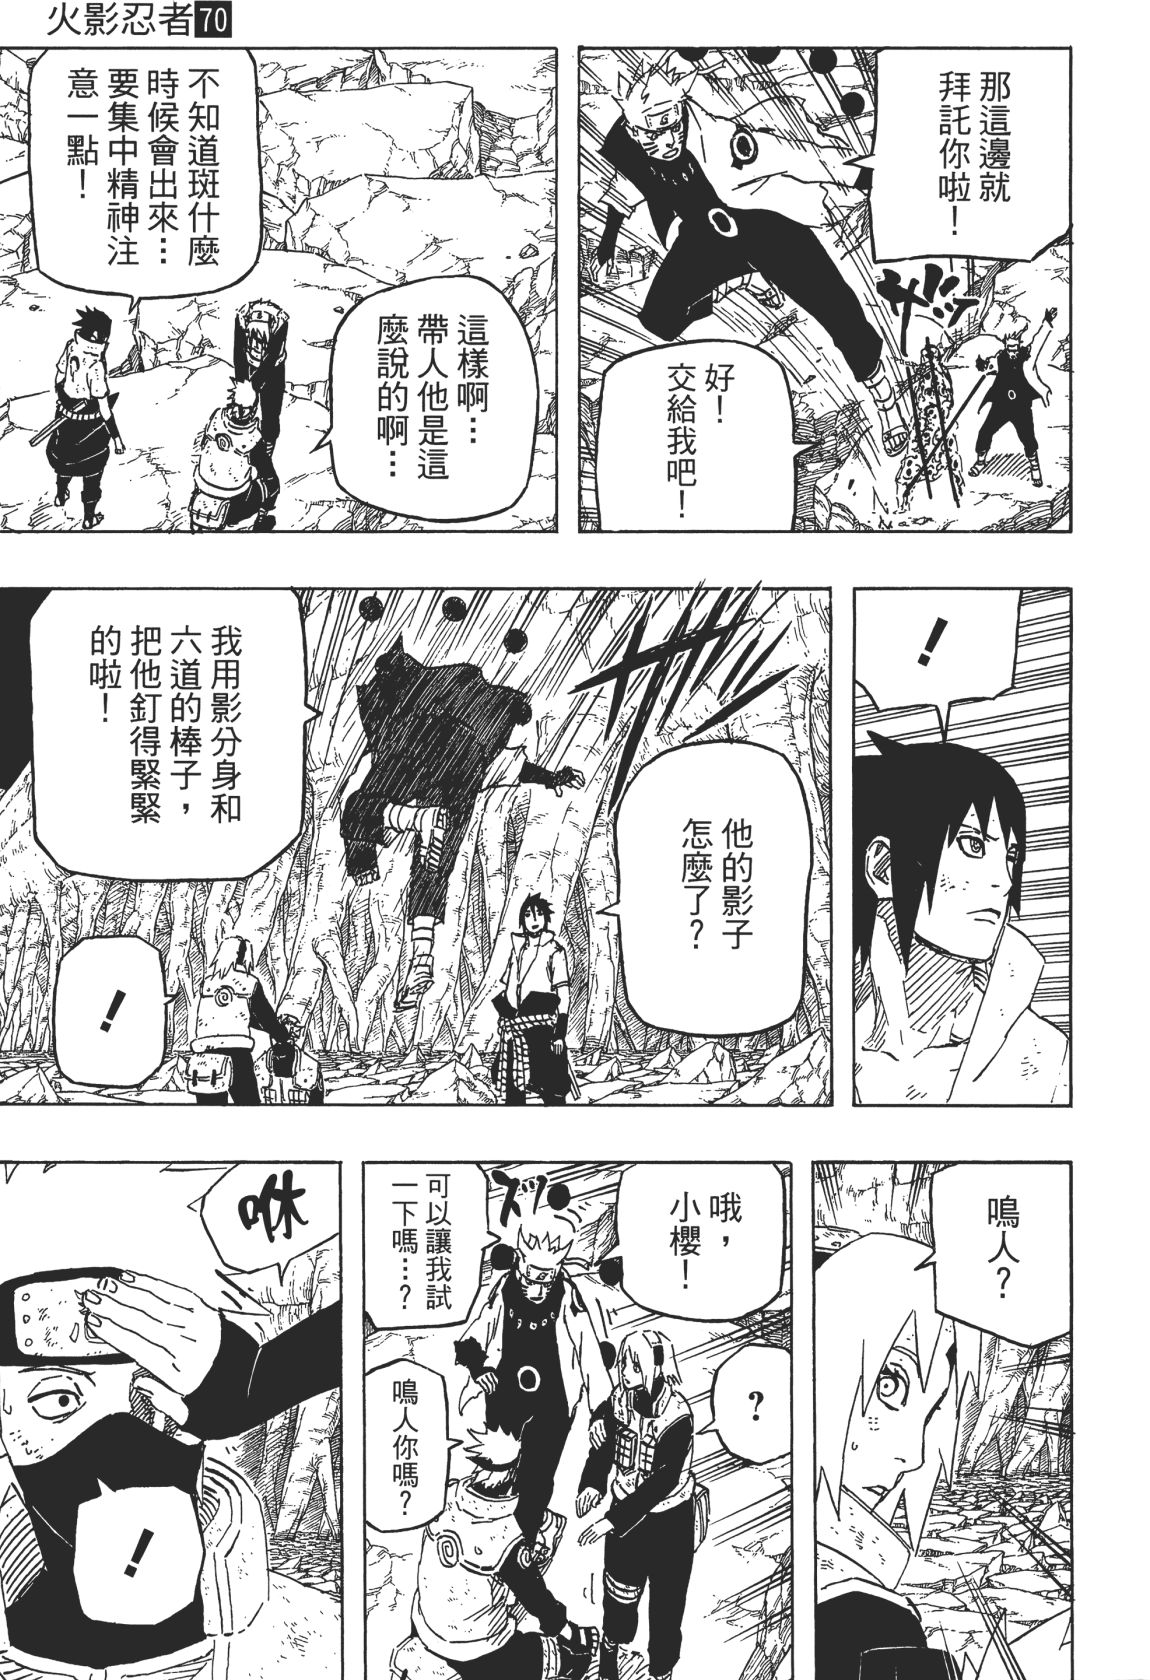 火影忍者70
那這邊就
拜託你啦！
好！
交給我吧！
ザッ
這樣啊…
帶人他是這
麼說的啊…
不知道斑什麼
時候會出來…
要集中精神注
意一點！
！
他的影子
怎麼了？
我用影分身和
六道的棒子，
把他釘得緊緊
的啦！
！
鳴人？
哦，
小櫻！
？
可以讓我試
一下嗎…？
鳴人你嗎？
咻
！